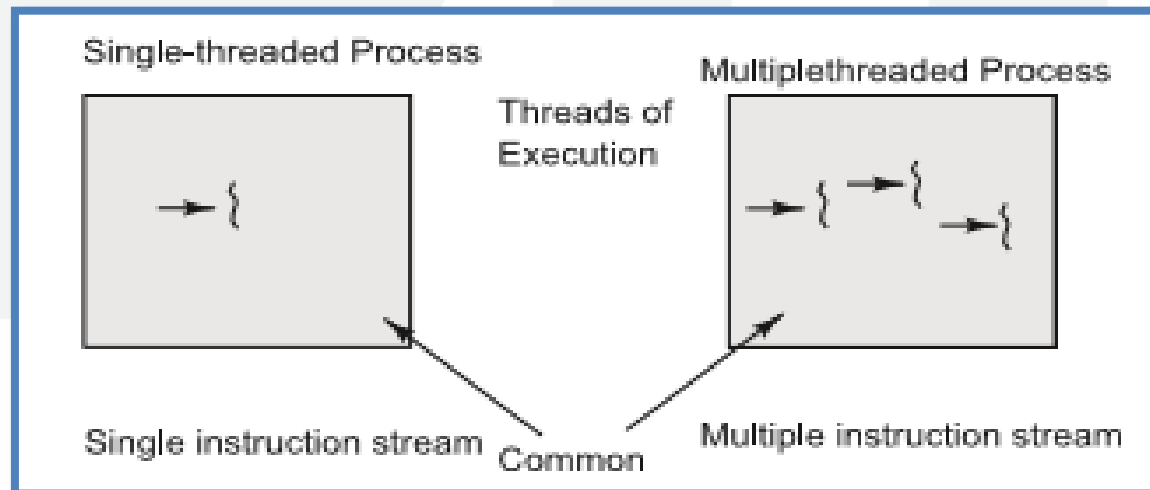 Single-threaded Process
Multiplethreaded Process
Threads of
Execution
Single instruction stream
Common
Multiple instruction stream